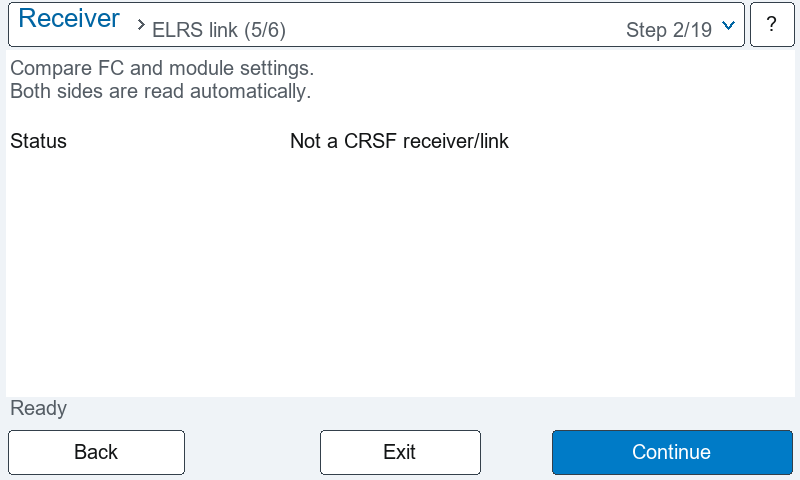 Receiver > ELRS link (5/6) Step 2/19 ?
Compare FC and module settings.
Both sides are read automatically.
Status Not a CRSF receiver/link
Ready
Back Exit Continue